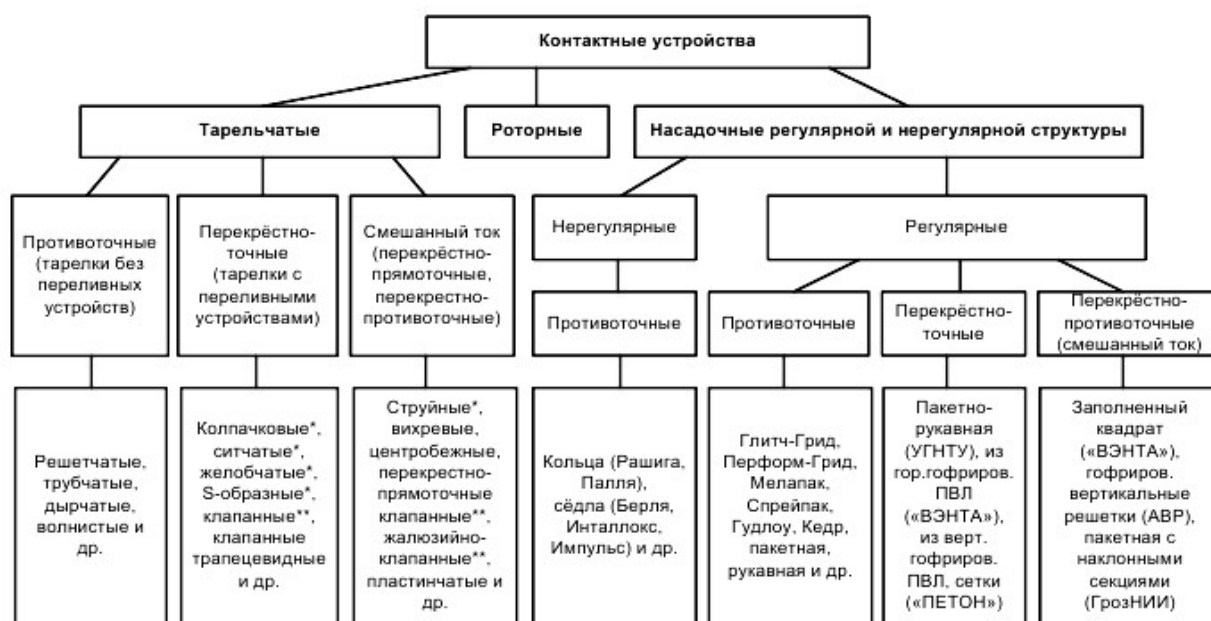 Контактные устройства
Тарельчатые
Роторные
Насадочные регулярной и нерегулярной структуры
Противоточные
(тарелки без
переливных
устройств)
Перекрёстно-
точные
(тарелки с
переливными
устройствами)
Смешанный ток
(перекрёстно-
прямоточные,
перекрестно-
противоточные)
Нерегулярные
Регулярные
Противоточные
Противоточные
Перекрёстно-
точные
Перекрёстно-
противоточные
(смешанный ток)
Решетчатые,
трубчатые,
дырчатые,
волнистые и
др.
Колпачковые*,
ситчатые*,
желобчатые*,
S-образные*,
клапанные**,
клапанные
трапецевидные
и др.
Струйные*,
вихревые,
центробежные,
перекрестно-
прямоточные
клапанные**,
жалюзийно-
клапанные**,
пластинчатые и
др.
Кольца (Рашига,
Палля),
сёдла (Берля,
Инталлокс,
Импульс) и др.
Глитч-Грид,
Перформ-Грид,
Мелапак,
Спрейпак,
Гудлоу, Кедр,
пакетная,
рукавная и др.
Пакетно-
рукавная
(УГНТУ), из
гор.гофриров.
ПВЛ
(«ВЭНТА»),
из верт.
гофриров.
ПВЛ, сетки
(«ПЕТОН»)
Заполненный
квадрат
(«ВЭНТА»),
гофриров.
вертикальные
решетки (АВР),
пакетная с
наклонными
секциями
(ГрозНИИ)